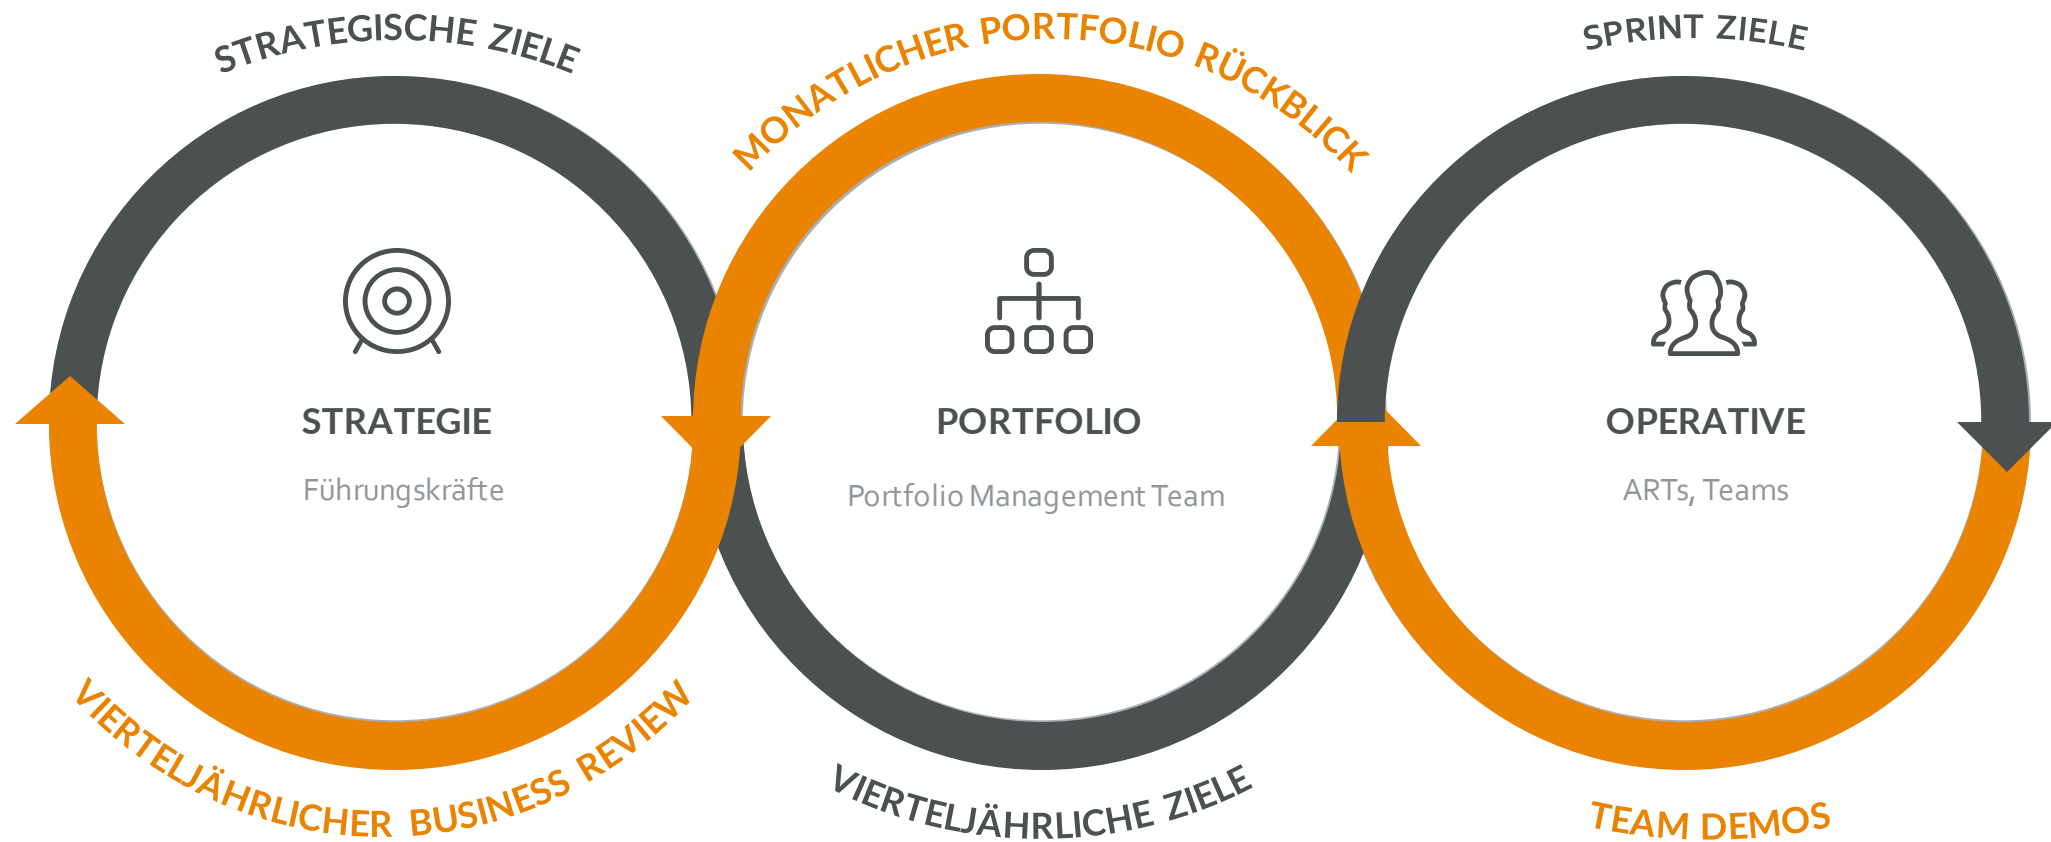 STRATEGISCHE ZIELE
MONATLICHER PORTFOLIO RÜCKBLICK
SPRINT ZIELE
STRATEGIE
Führungskräfte
PORTFOLIO
Portfolio Management Team
OPERATIVE
ARTs, Teams
VIERTELJÄHRLICHER BUSINESS REVIEW
VIERTELJÄHRLICHE ZIELE
TEAM DEMOS